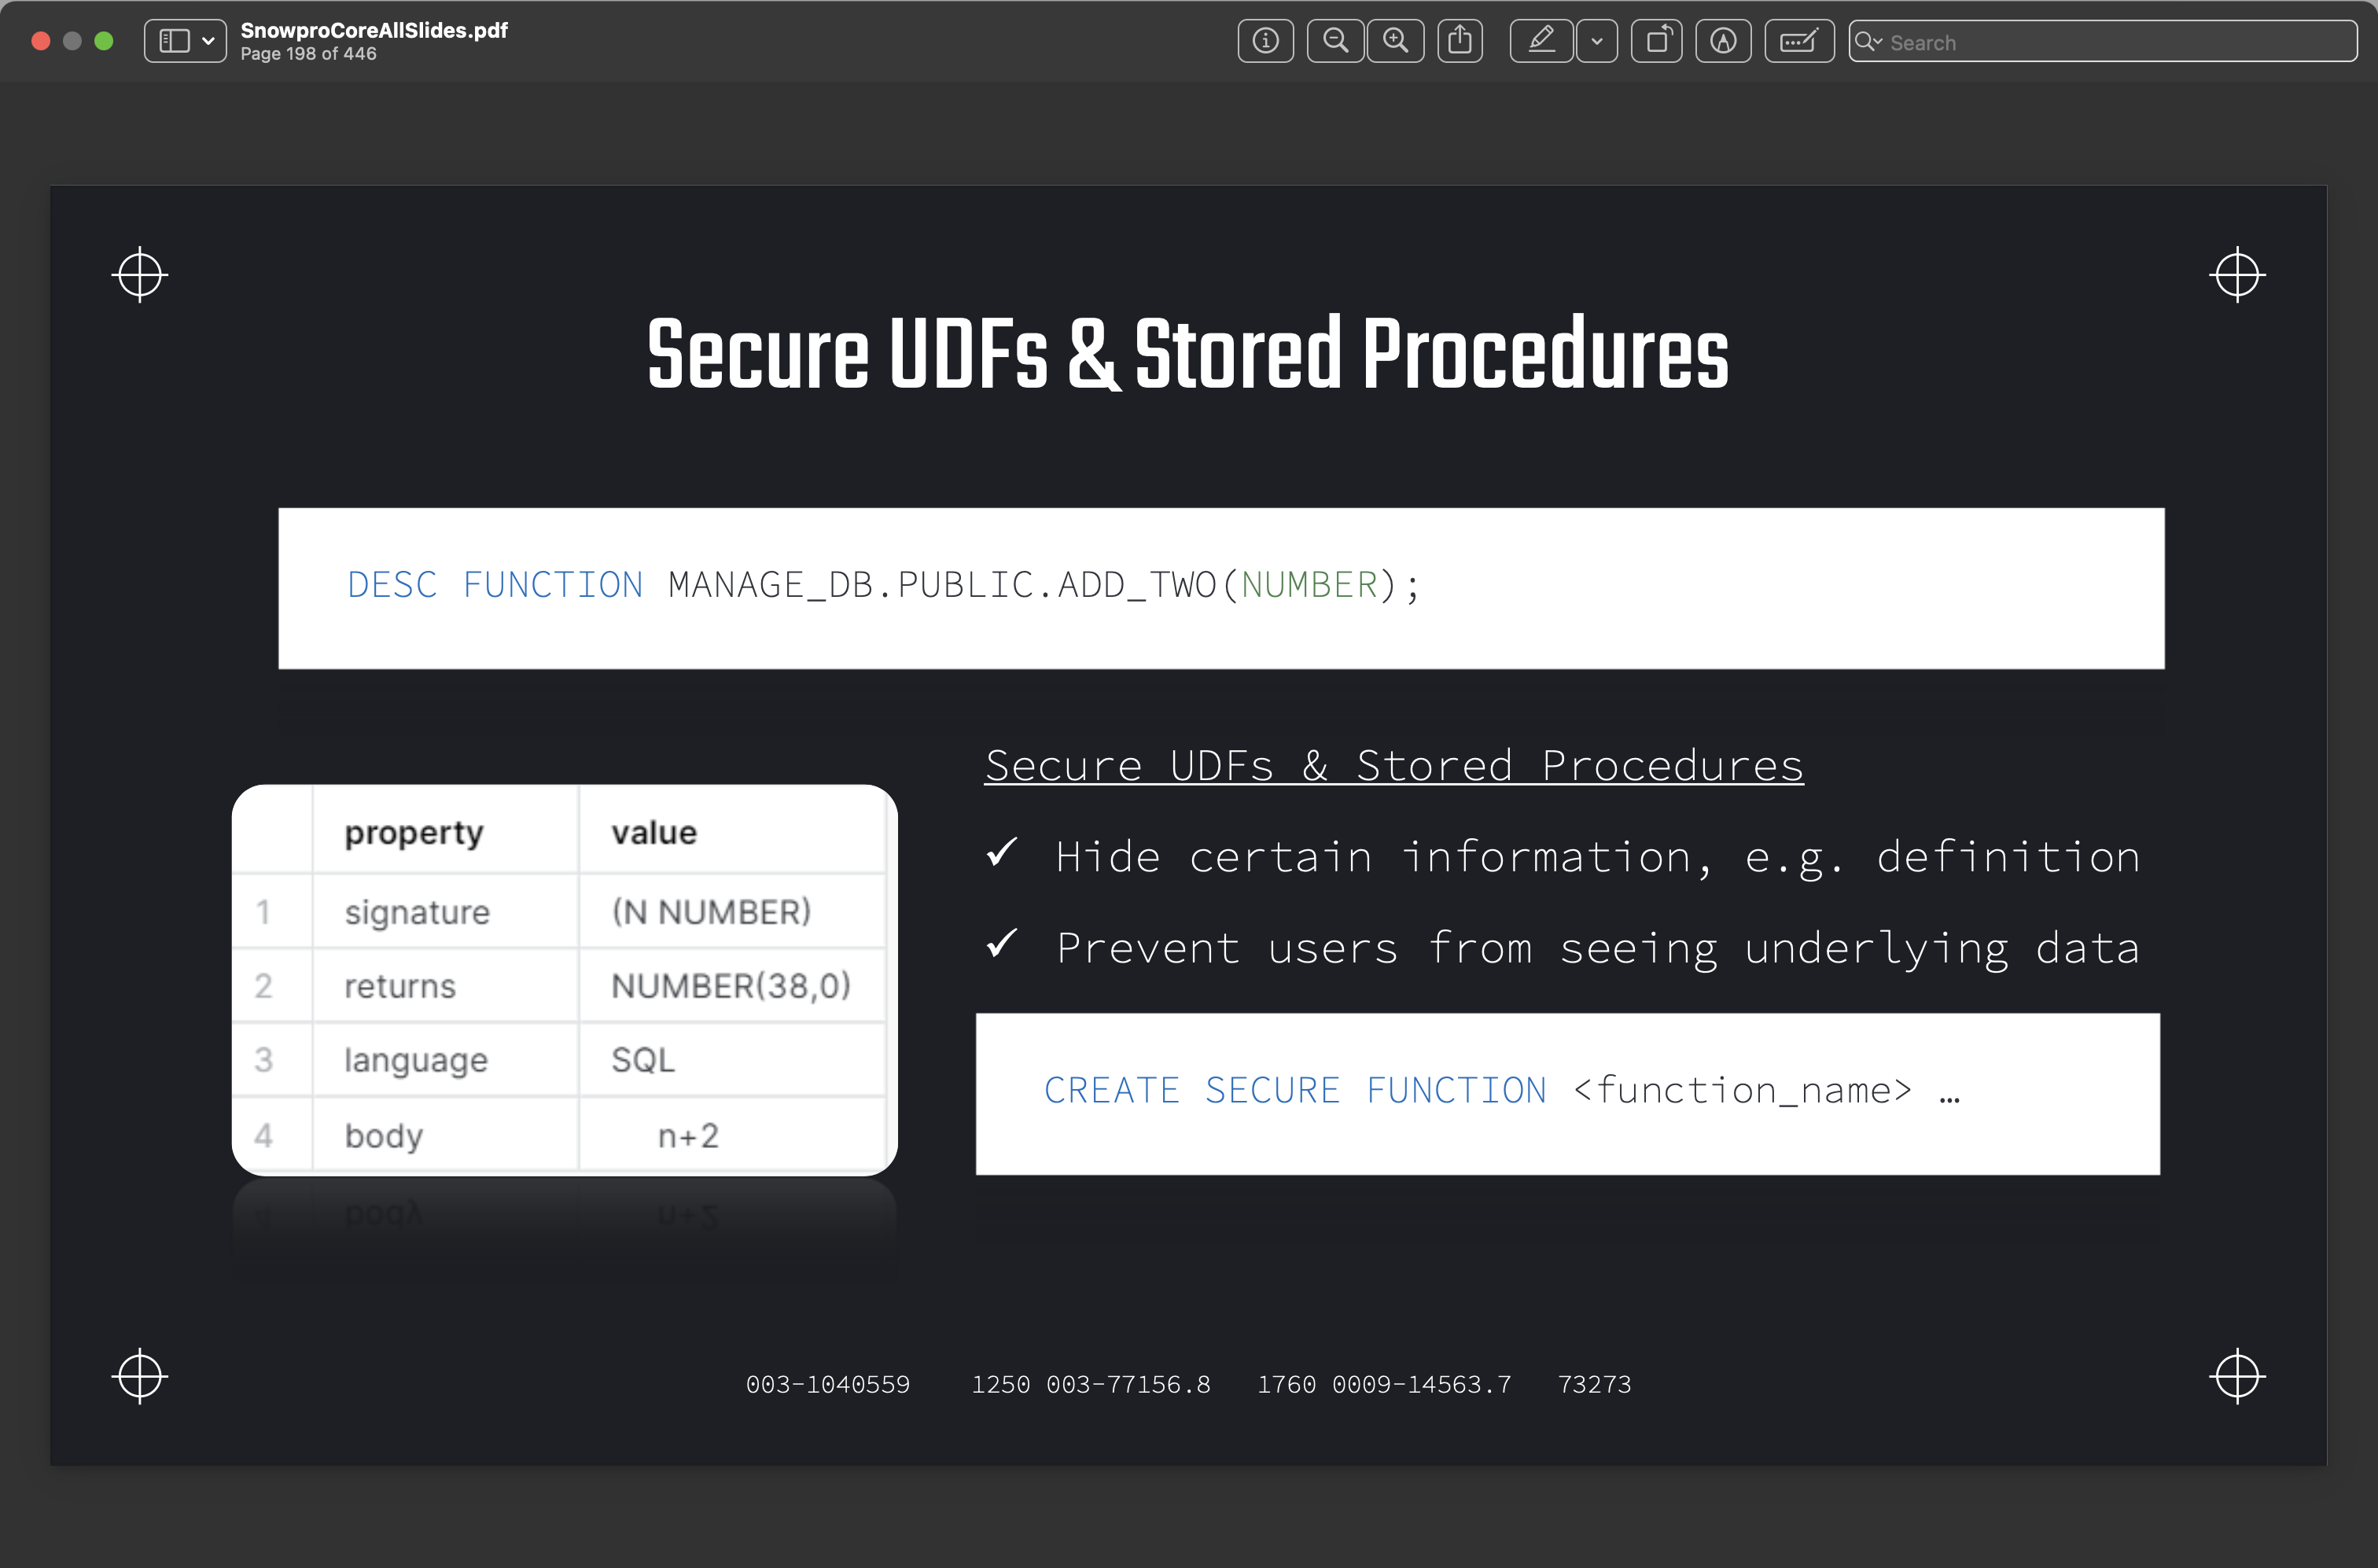 SnowproCoreAllSlides.pdf
Page 198 of 446
Search
Secure UDFs & Stored Procedures
DESC FUNCTION MANAGE_DB.PUBLIC.ADD_TWO(NUMBER);
property value
1 signature (N NUMBER)
2 returns NUMBER(38,0)
3 language SQL
4 body n+2
Secure UDFs & Stored Procedures
✓ Hide certain information, e.g. definition
✓ Prevent users from seeing underlying data
CREATE SECURE FUNCTION <function_name> …
003-1040559 1250 003-77156.8 1760 0009-14563.7 73273